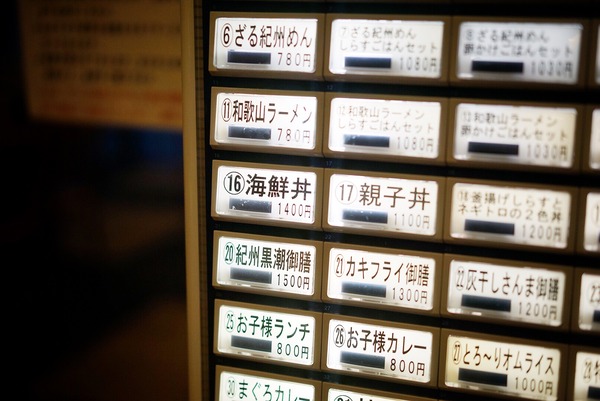 ⑥ざる紀州めん
780円
⑦ざる紀州めん
しらすごはんセット
1080円
⑧ざる紀州めん
卵かけごはんセット
1030円
⑪和歌山ラーメン
780円
⑫和歌山ラーメン
しらすごはんセット
1080円
⑬和歌山ラーメン
卵かけごはんセット
1030円
⑯海鮮丼
1400円
⑰親子丼
1100円
⑱釜揚げしらすと
ネギトロの2色丼
1200円
⑳紀州黒潮御膳
1500円
㉑カキフライ御膳
1300円
㉒灰干しさんま御膳
1200円
㉕お子様ランチ
800円
㉖お子様カレー
800円
㉗とろ〜りオムライス
1000円
㉚まぐろカレー